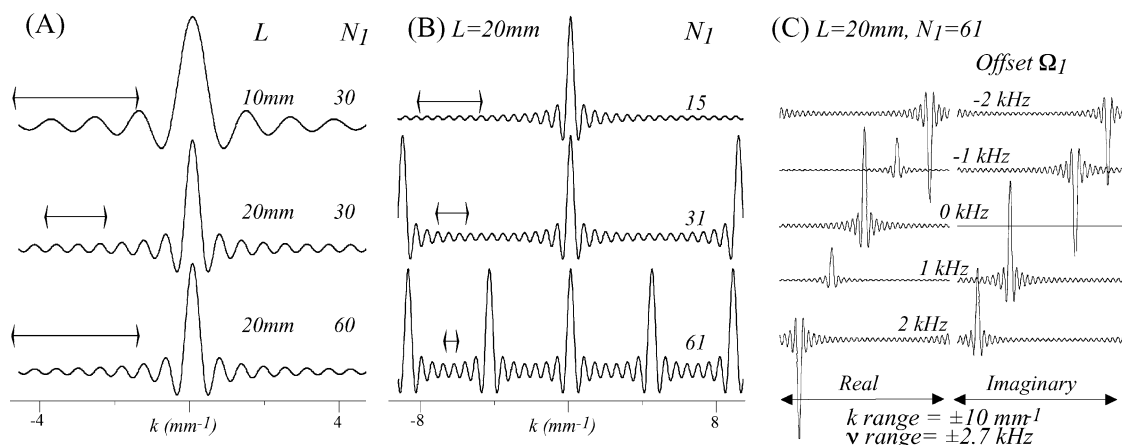 (A)
L N1
10mm 30
20mm 30
20mm 60
-4 0 4
k (mm-1)
(B) L=20mm N1
15
31
61
-8 0 8
k (mm-1)
(C) L=20mm, N1=61
Offset Ω1
-2 kHz
-1 kHz
0 kHz
1 kHz
2 kHz
Real Imaginary
k range = ±10 mm-1
ν range= ±2.7 kHz